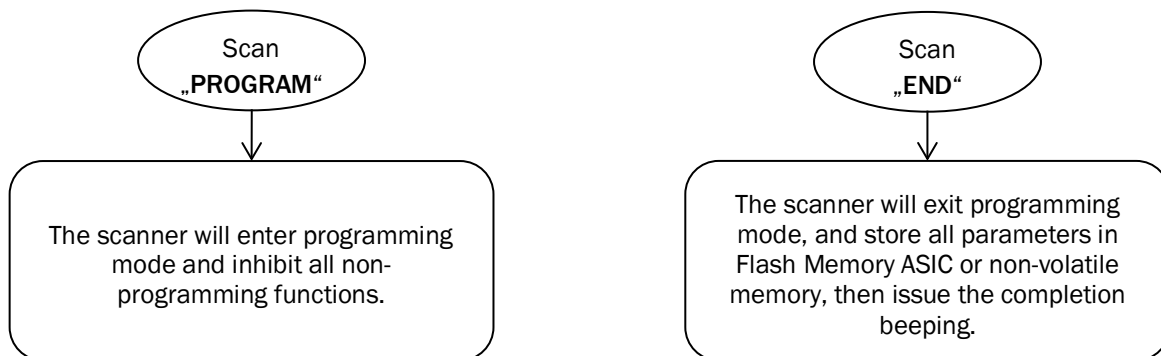 Scan
„PROGRAM“
The scanner will enter programming
mode and inhibit all non-
programming functions.
Scan
„END“
The scanner will exit programming
mode, and store all parameters in
Flash Memory ASIC or non-volatile
memory, then issue the completion
beeping.